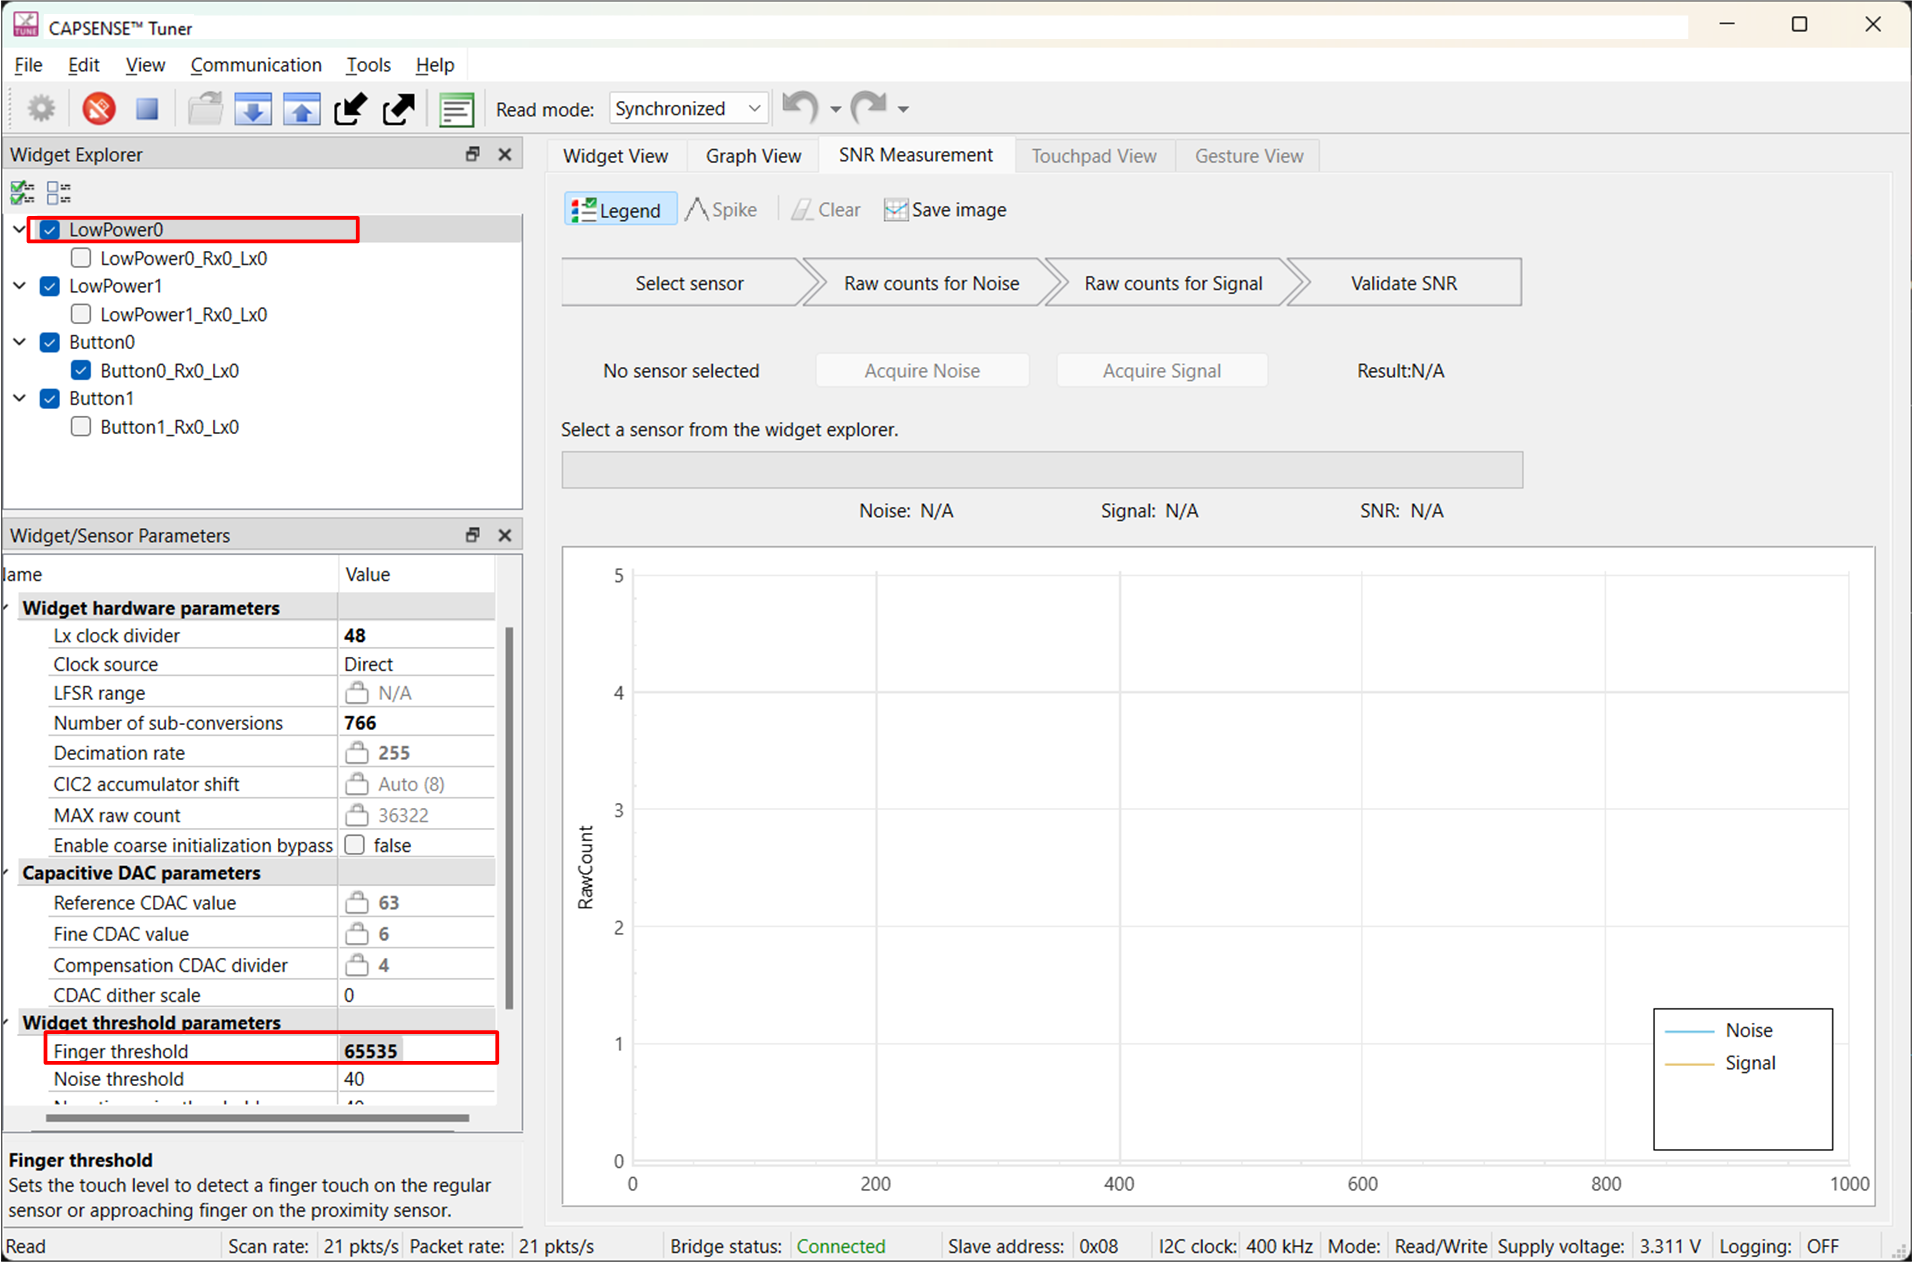 CAPSENSE™ Tuner
File Edit View Communication Tools Help
Read mode: Synchronized
Widget Explorer
LowPower0
LowPower0_Rx0_Lx0
LowPower1
LowPower1_Rx0_Lx0
Button0
Button0_Rx0_Lx0
Button1
Button1_Rx0_Lx0
Widget/Sensor Parameters
Name Value
Widget hardware parameters
Lx clock divider 48
Clock source Direct
LFSR range N/A
Number of sub-conversions 766
Decimation rate 255
CIC2 accumulator shift Auto (8)
MAX raw count 36322
Enable coarse initialization bypass false
Capacitive DAC parameters
Reference CDAC value 63
Fine CDAC value 6
Compensation CDAC divider 4
CDAC dither scale 0
Widget threshold parameters
Finger threshold 65535
Noise threshold 40
Finger threshold
Sets the touch level to detect a finger touch on the regular
sensor or approaching finger on the proximity sensor.
Widget View Graph View SNR Measurement Touchpad View Gesture View
Legend Spike Clear Save image
Select sensor Raw counts for Noise Raw counts for Signal Validate SNR
No sensor selected Acquire Noise Acquire Signal Result:N/A
Select a sensor from the widget explorer.
Noise: N/A Signal: N/A SNR: N/A
RawCount
5
4
3
2
1
0
0 200 400 600 800 1000
Noise
Signal
Read Scan rate: 21 pkts/s Packet rate: 21 pkts/s Bridge status: Connected Slave address: 0x08 I2C clock: 400 kHz Mode: Read/Write Supply voltage: 3.311 V Logging: OFF